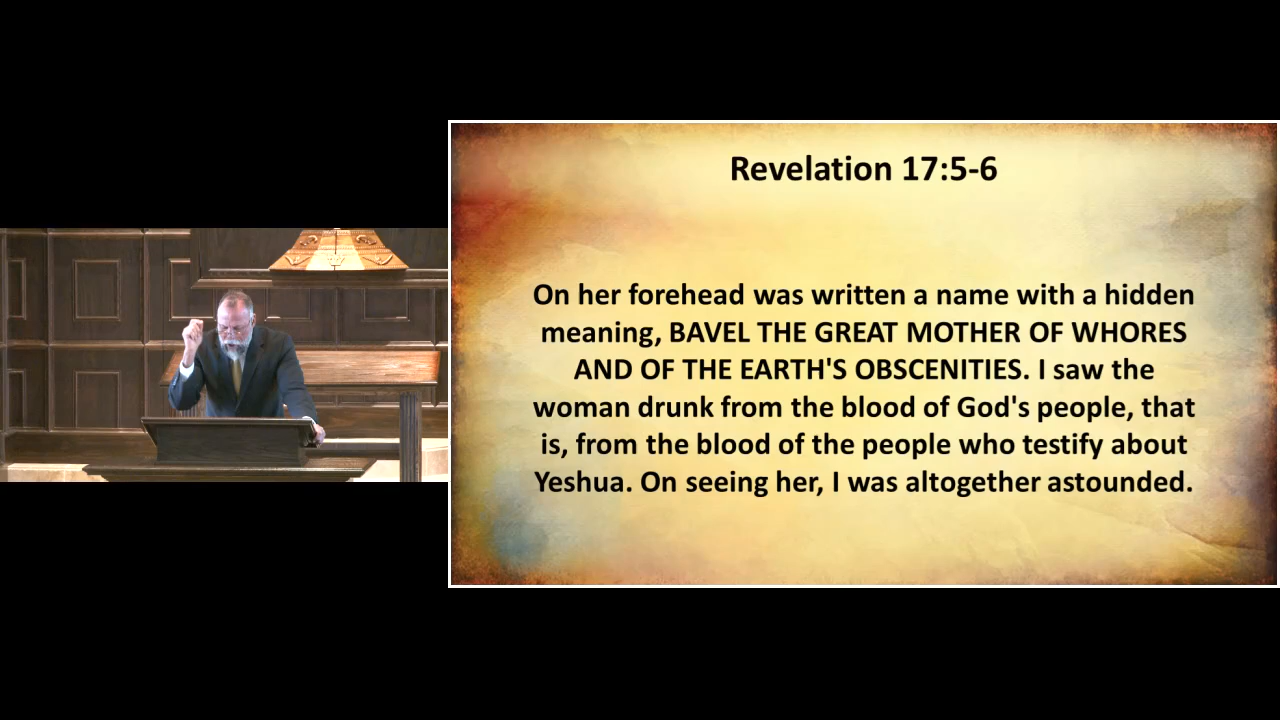 Revelation 17:5-6
On her forehead was written a name with a hidden
meaning, BAVEL THE GREAT MOTHER OF WHORES
AND OF THE EARTH'S OBSCENITIES. I saw the
woman drunk from the blood of God's people, that
is, from the blood of the people who testify about
Yeshua. On seeing her, I was altogether astounded.